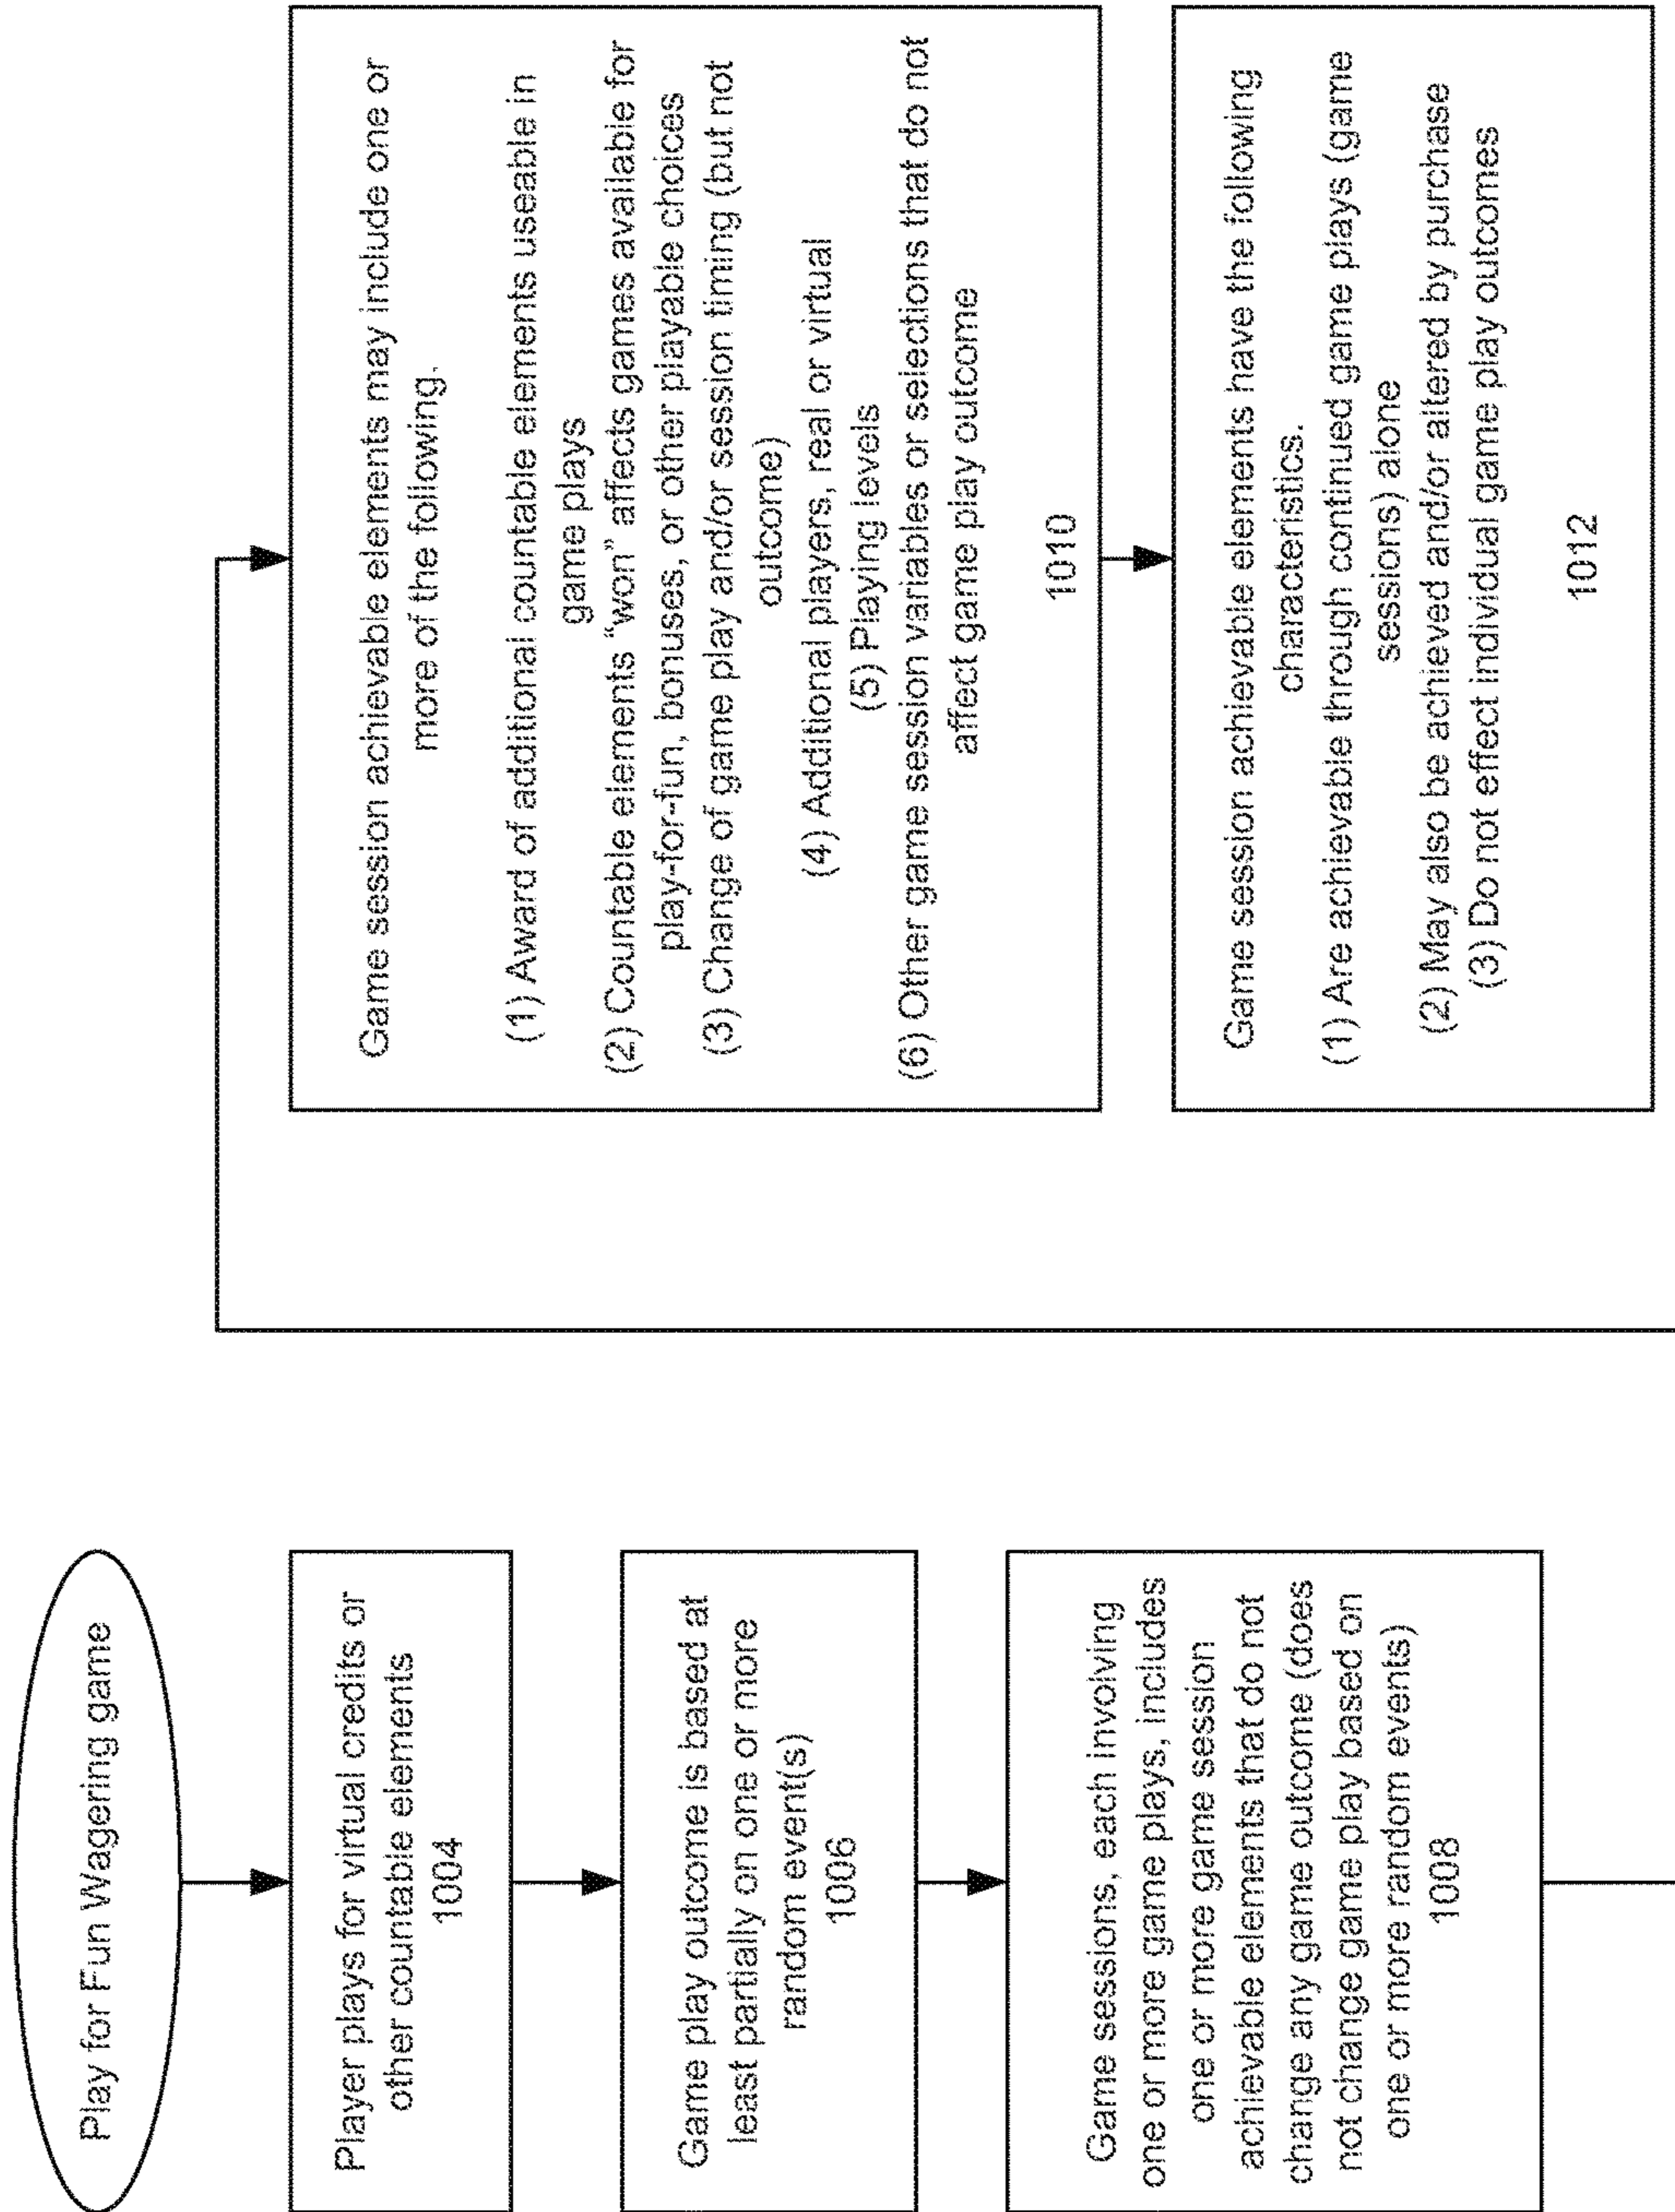 Play for Fun Wagering game
Player plays for virtual credits or
other countable elements
1004
Game play outcome is based at
least partially on one or more
random event(s)
1006
Game sessions, each involving
one or more game plays, includes
one or more game session
achievable elements that do not
change any game outcome (does
not change game play based on
one or more random events)
1008
Game session achievable elements may include one or
more of the following.
(1) Award of additional countable elements useable in
game plays
(2) Countable elements “won” affects games available for
play-for-fun, bonuses, or other playable choices
(3) Change of game play and/or session timing (but not
outcome)
(4) Additional players, real or virtual
(5) Playing levels
(6) Other game session variables or selections that do not
affect game play outcome
1010
Game session achievable elements have the following
characteristics.
(1) Are achievable through continued game plays (game
sessions) alone
(2) May also be achieved and/or altered by purchase
(3) Do not effect individual game play outcomes
1012